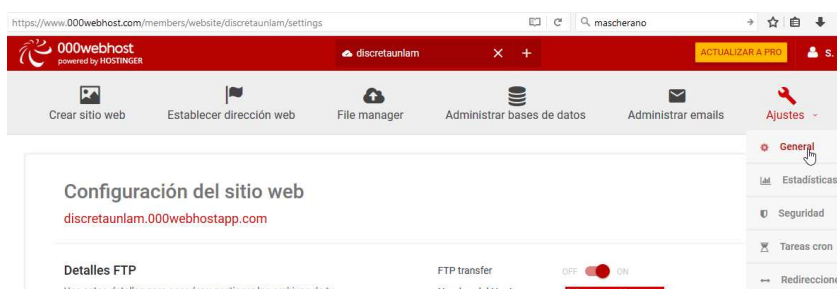 https://www.000webhost.com/members/website/discretaunlam/settings
mascherano
000webhost
powered by HOSTINGER
discretaunlam
ACTUALIZAR A PRO
S.
Crear sitio web
Establecer dirección web
File manager
Administrar bases de datos
Administrar emails
Ajustes
General
Estadísticas
Seguridad
Tareas cron
Redireccione
Configuración del sitio web
discretaunlam.000webhostapp.com
Detalles FTP
FTP transfer
OFF
ON